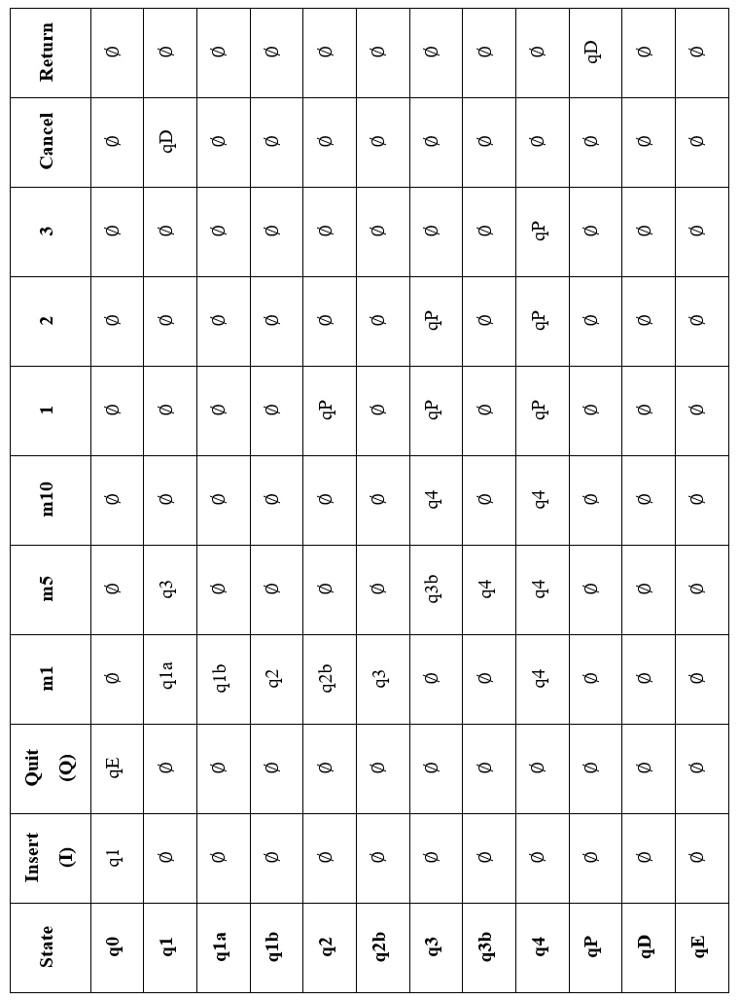 State Insert (I) Quit (Q) m1 m5 m10 1 2 3 Cancel Return
q0 q1 qE ∅ ∅ ∅ ∅ ∅ ∅ ∅ ∅
q1 ∅ ∅ q1a q3 ∅ ∅ ∅ ∅ qD ∅
q1a ∅ ∅ q1b ∅ ∅ ∅ ∅ ∅ ∅ ∅
q1b ∅ ∅ q2 ∅ ∅ ∅ ∅ ∅ ∅ ∅
q2 ∅ ∅ q2b ∅ ∅ qP ∅ ∅ ∅ ∅
q2b ∅ ∅ q3 ∅ ∅ ∅ ∅ ∅ ∅ ∅
q3 ∅ ∅ ∅ q3b q4 qP qP ∅ ∅ ∅
q3b ∅ ∅ ∅ q4 ∅ ∅ ∅ ∅ ∅ ∅
q4 ∅ ∅ q4 q4 q4 qP qP qP ∅ ∅
qP ∅ ∅ ∅ ∅ ∅ ∅ ∅ ∅ ∅ qD
qD ∅ ∅ ∅ ∅ ∅ ∅ ∅ ∅ ∅ ∅
qE ∅ ∅ ∅ ∅ ∅ ∅ ∅ ∅ ∅ ∅